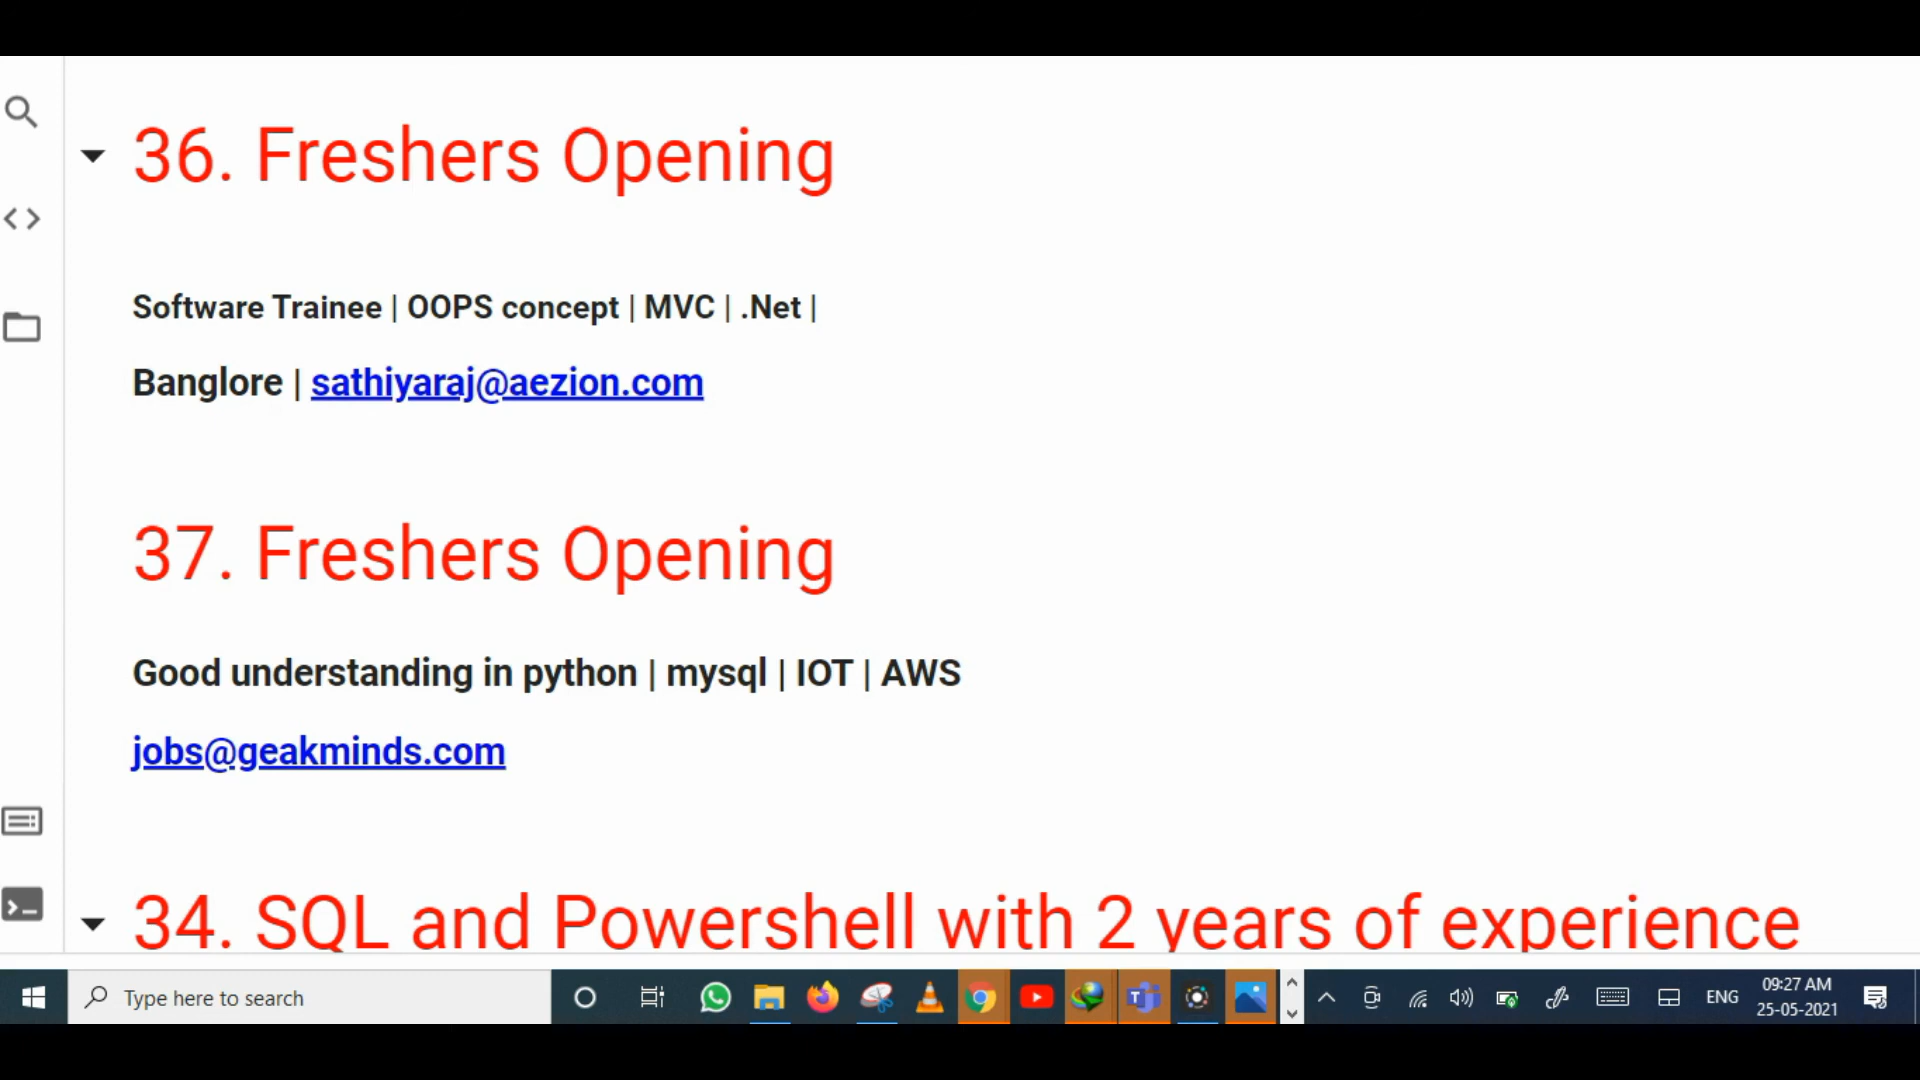 36. Freshers Opening
Software Trainee | OOPS concept | MVC | .Net |
Banglore | sathiyaraj@aezion.com
37. Freshers Opening
Good understanding in python | mysql | IOT | AWS
jobs@geakminds.com
34. SQL and Powershell with 2 years of experience
Type here to search
ENG
09:27 AM
25-05-2021